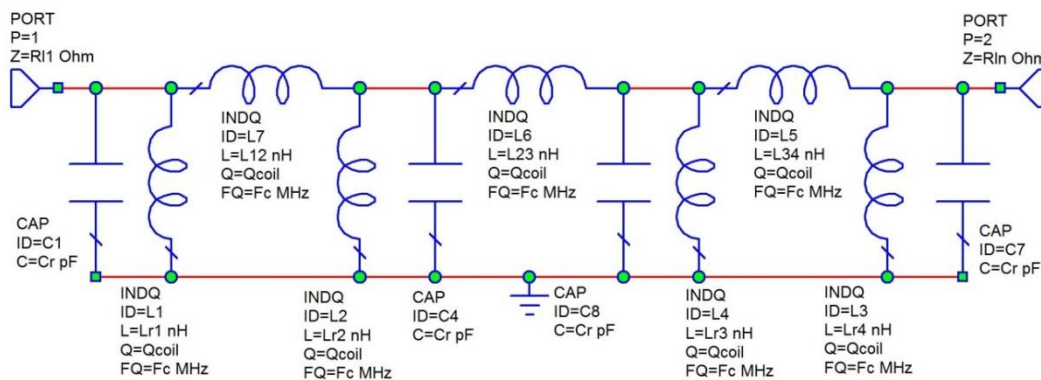 PORT
P=1
Z=Rl1 Ohm
PORT
P=2
Z=Rln Ohm
INDQ
ID=L7
L=L12 nH
Q=Qcoil
FQ=Fc MHz
INDQ
ID=L6
L=L23 nH
Q=Qcoil
FQ=Fc MHz
INDQ
ID=L5
L=L34 nH
Q=Qcoil
FQ=Fc MHz
CAP
ID=C1
C=Cr pF
CAP
ID=C7
C=Cr pF
INDQ
ID=L1
L=Lr1 nH
Q=Qcoil
FQ=Fc MHz
INDQ
ID=L2
L=Lr2 nH
Q=Qcoil
FQ=Fc MHz
CAP
ID=C4
C=Cr pF
CAP
ID=C8
C=Cr pF
INDQ
ID=L4
L=Lr3 nH
Q=Qcoil
FQ=Fc MHz
INDQ
ID=L3
L=Lr4 nH
Q=Qcoil
FQ=Fc MHz